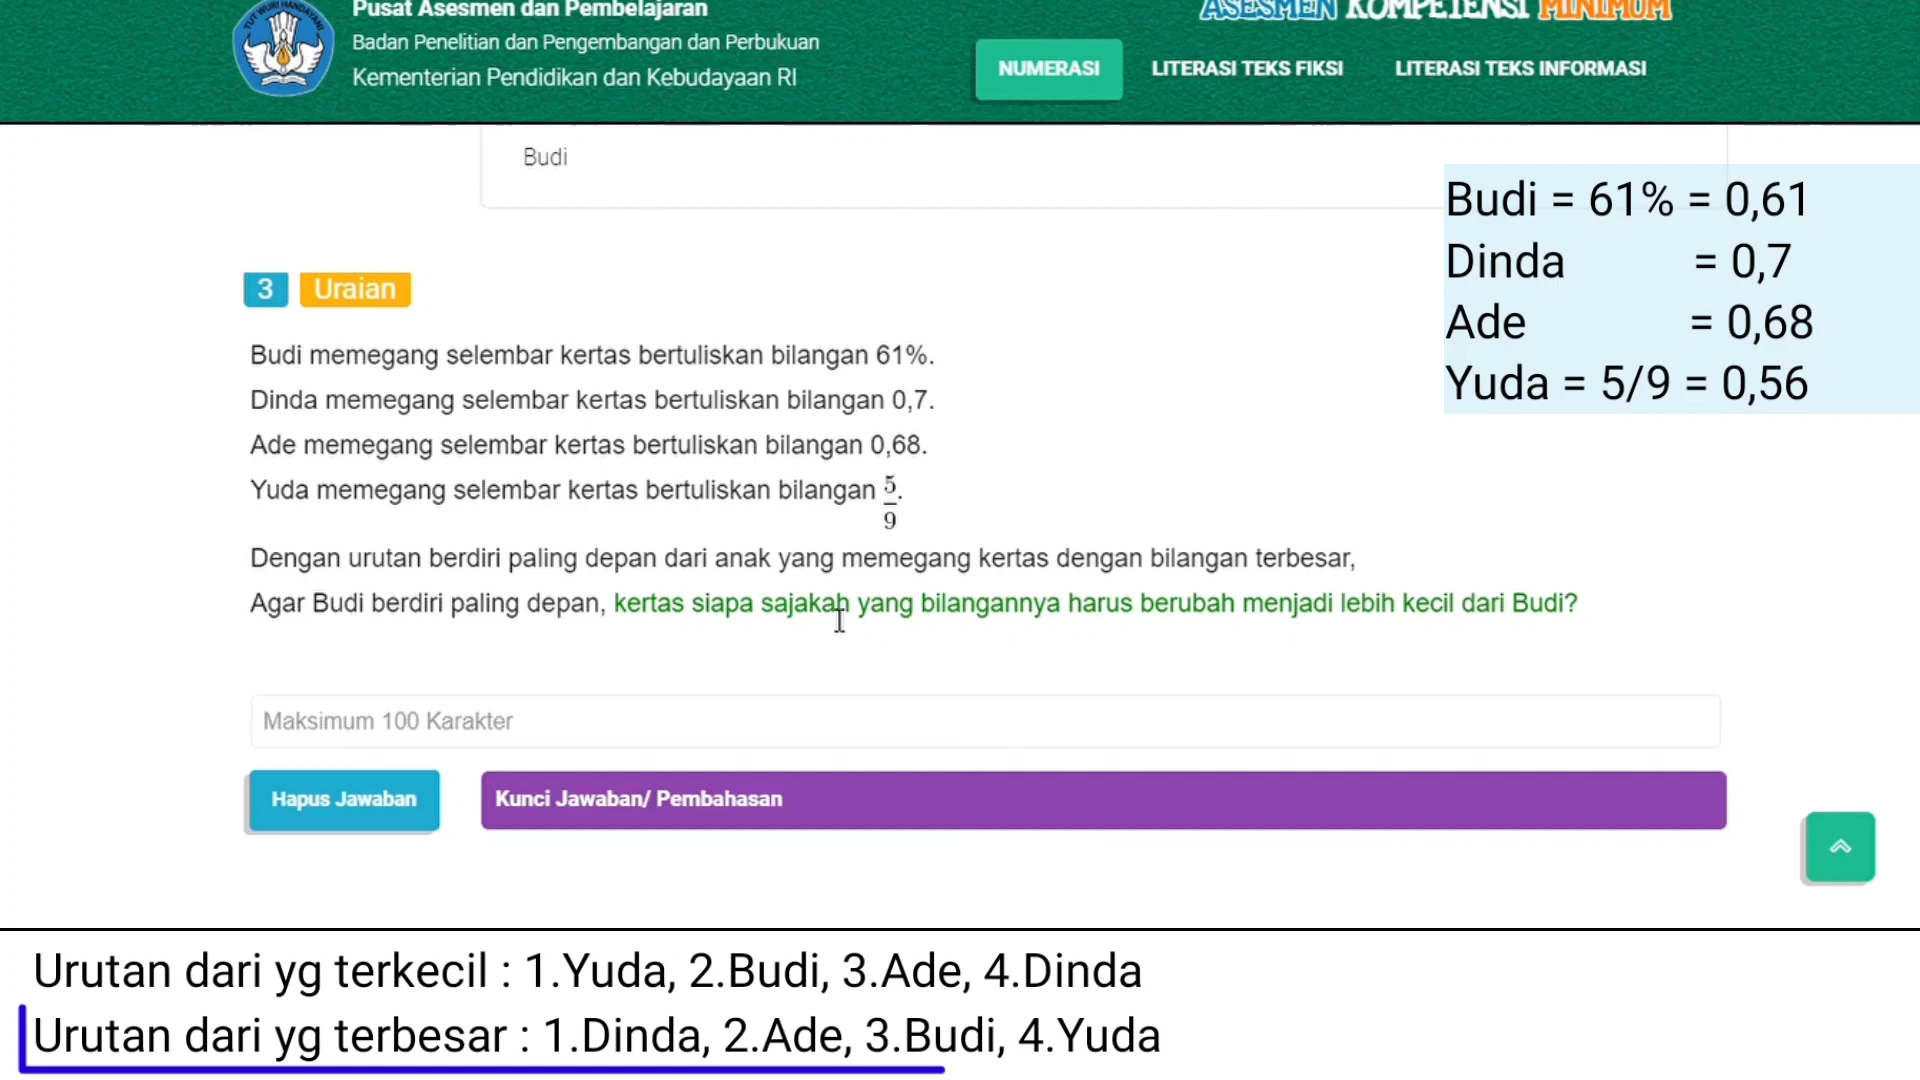 Pusat Asesmen dan Pembelajaran
Badan Penelitian dan Pengembangan dan Perbukuan
Kementerian Pendidikan dan Kebudayaan RI
TUT WURI HANDAYANI
ASESMEN KOMPETENSI MINIMUM
NUMERASI LITERASI TEKS FIKSI LITERASI TEKS INFORMASI
Budi
Budi = 61% = 0,61
Dinda = 0,7
Ade = 0,68
Yuda = 5/9 = 0,56
3 Uraian
Budi memegang selembar kertas bertuliskan bilangan 61%.
Dinda memegang selembar kertas bertuliskan bilangan 0,7.
Ade memegang selembar kertas bertuliskan bilangan 0,68.
Yuda memegang selembar kertas bertuliskan bilangan 5/9.
Dengan urutan berdiri paling depan dari anak yang memegang kertas dengan bilangan terbesar,
Agar Budi berdiri paling depan, kertas siapa sajakah yang bilangannya harus berubah menjadi lebih kecil dari Budi?
Maksimum 100 Karakter
Hapus Jawaban Kunci Jawaban/ Pembahasan
Urutan dari yg terkecil : 1.Yuda, 2.Budi, 3.Ade, 4.Dinda
Urutan dari yg terbesar : 1.Dinda, 2.Ade, 3.Budi, 4.Yuda